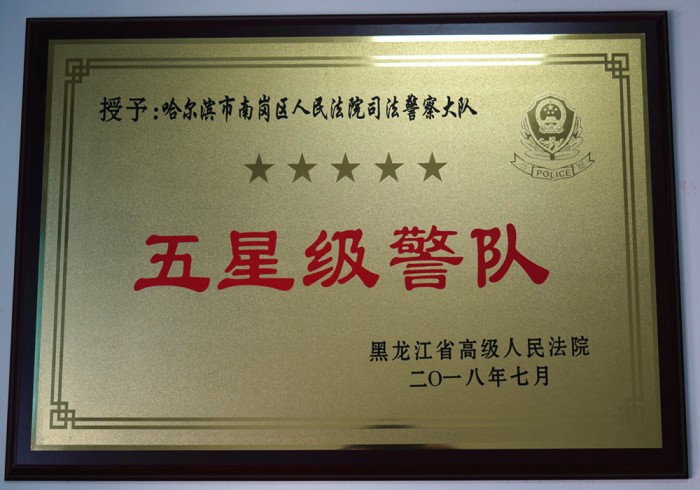 授予:哈尔滨市南岗区人民法院司法警察大队
POLICE
五星级警队
黑龙江省高级人民法院
二〇一八年七月